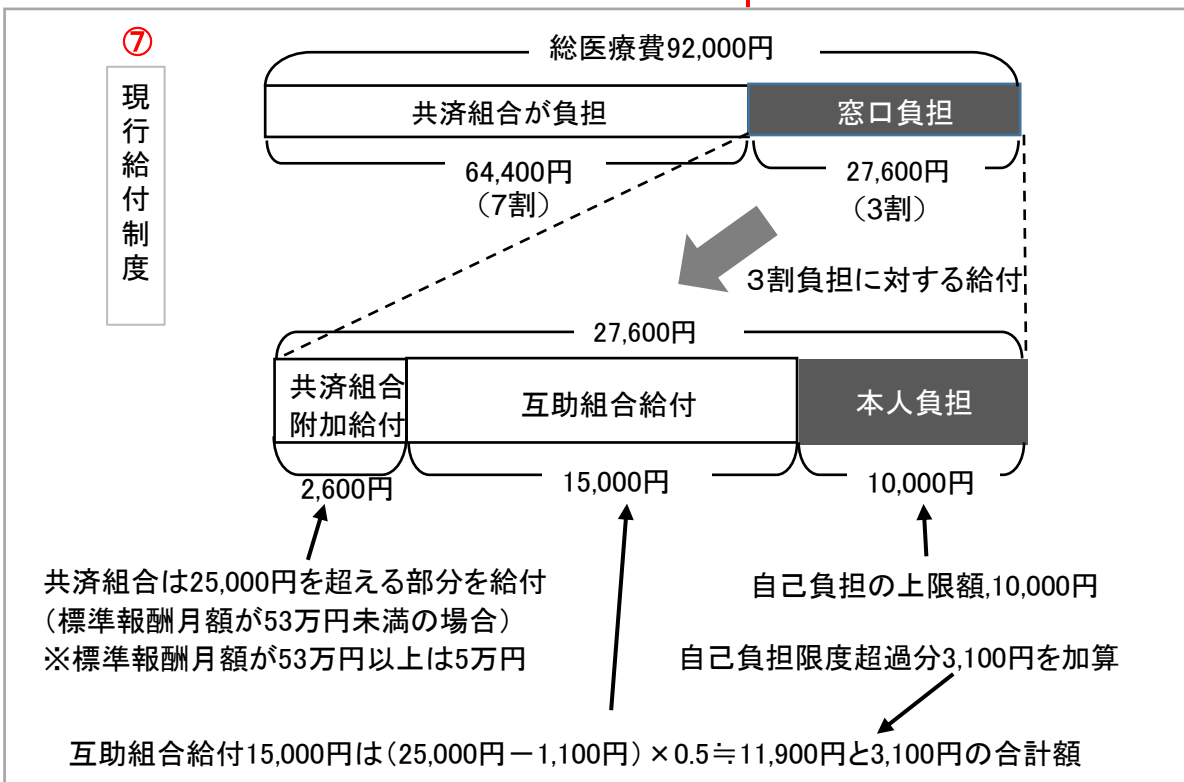 ⑦
現行給付制度
総医療費92,000円
共済組合が負担
窓口負担
64,400円
（7割）
27,600円
（3割）
３割負担に対する給付
27,600円
共済組合
附加給付
互助組合給付
本人負担
2,600円
15,000円
10,000円
共済組合は25,000円を超える部分を給付
（標準報酬月額が53万円未満の場合）
※標準報酬月額が53万円以上は5万円
自己負担の上限額,10,000円
自己負担限度超過分3,100円を加算
互助組合給付15,000円は（25,000円－1,100円）×0.5≒11,900円と3,100円の合計額